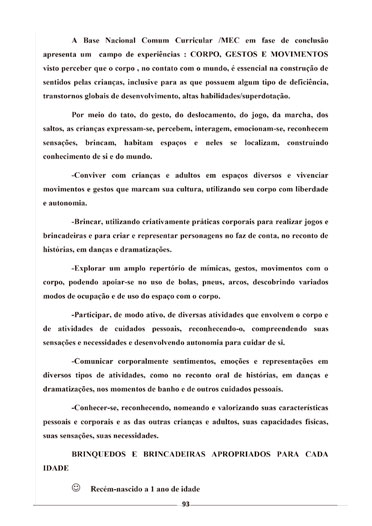 A Base Nacional Comum Curricular /MEC em fase de conclusão
apresenta um campo de experiências : CORPO, GESTOS E MOVIMENTOS
visto perceber que o corpo , no contato com o mundo, é essencial na construção de
sentidos pelas crianças, inclusive para as que possuem algum tipo de deficiência,
transtornos globais de desenvolvimento, altas habilidades/superdotação.
Por meio do tato, do gesto, do deslocamento, do jogo, da marcha, dos
saltos, as crianças expressam-se, percebem, interagem, emocionam-se, reconhecem
sensações, brincam, habitam espaços e neles se localizam, construindo
conhecimento de si e do mundo.
-Conviver com crianças e adultos em espaços diversos e vivenciar
movimentos e gestos que marcam sua cultura, utilizando seu corpo com liberdade
e autonomia.
-Brincar, utilizando criativamente práticas corporais para realizar jogos e
brincadeiras e para criar e representar personagens no faz de conta, no reconto de
histórias, em danças e dramatizações.
-Explorar um amplo repertório de mímicas, gestos, movimentos com o
corpo, podendo apoiar-se no uso de bolas, pneus, arcos, descobrindo variados
modos de ocupação e de uso do espaço com o corpo.
-Participar, de modo ativo, de diversas atividades que envolvem o corpo e
de atividades de cuidados pessoais, reconhecendo-o, compreendendo suas
sensações e necessidades e desenvolvendo autonomia para cuidar de si.
-Comunicar corporalmente sentimentos, emoções e representações em
diversos tipos de atividades, como no reconto oral de histórias, em danças e
dramatizações, nos momentos de banho e de outros cuidados pessoais.
-Conhecer-se, reconhecendo, nomeando e valorizando suas características
pessoais e corporais e as das outras crianças e adultos, suas capacidades físicas,
suas sensações, suas necessidades.
BRINQUEDOS E BRINCADEIRAS APROPRIADOS PARA CADA
IDADE
☺ Recém-nascido a 1 ano de idade
93